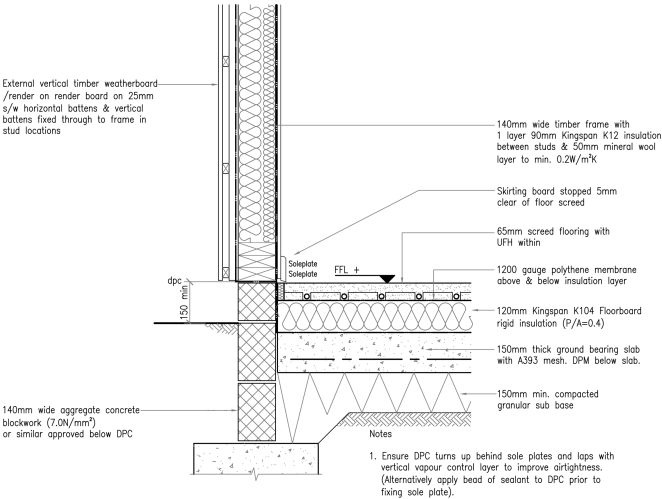 External vertical timber weatherboard
/render on render board on 25mm
s/w horizontal battens & vertical
battens fixed through to frame in
stud locations
140mm wide timber frame with
1 layer 90mm Kingspan K12 insulation
between studs & 50mm mineral wool
layer to min. 0.2W/m²K
Skirting board stopped 5mm
clear of floor screed
65mm screed flooring with
UFH within
Soleplate
Soleplate
FFL +
dpc
150 min
1200 gauge polythene membrane
above & below insulation layer
120mm Kingspan K104 Floorboard
rigid insulation (P/A=0.4)
150mm thick ground bearing slab
with A393 mesh. DPM below slab.
150mm min. compacted
granular sub base
140mm wide aggregate concrete
blockwork (7.0N/mm²)
or similar approved below DPC
Notes
1. Ensure DPC turns up behind sole plates and laps with
vertical vapour control layer to improve airtightness.
(Alternatively apply bead of sealant to DPC prior to
fixing sole plate).